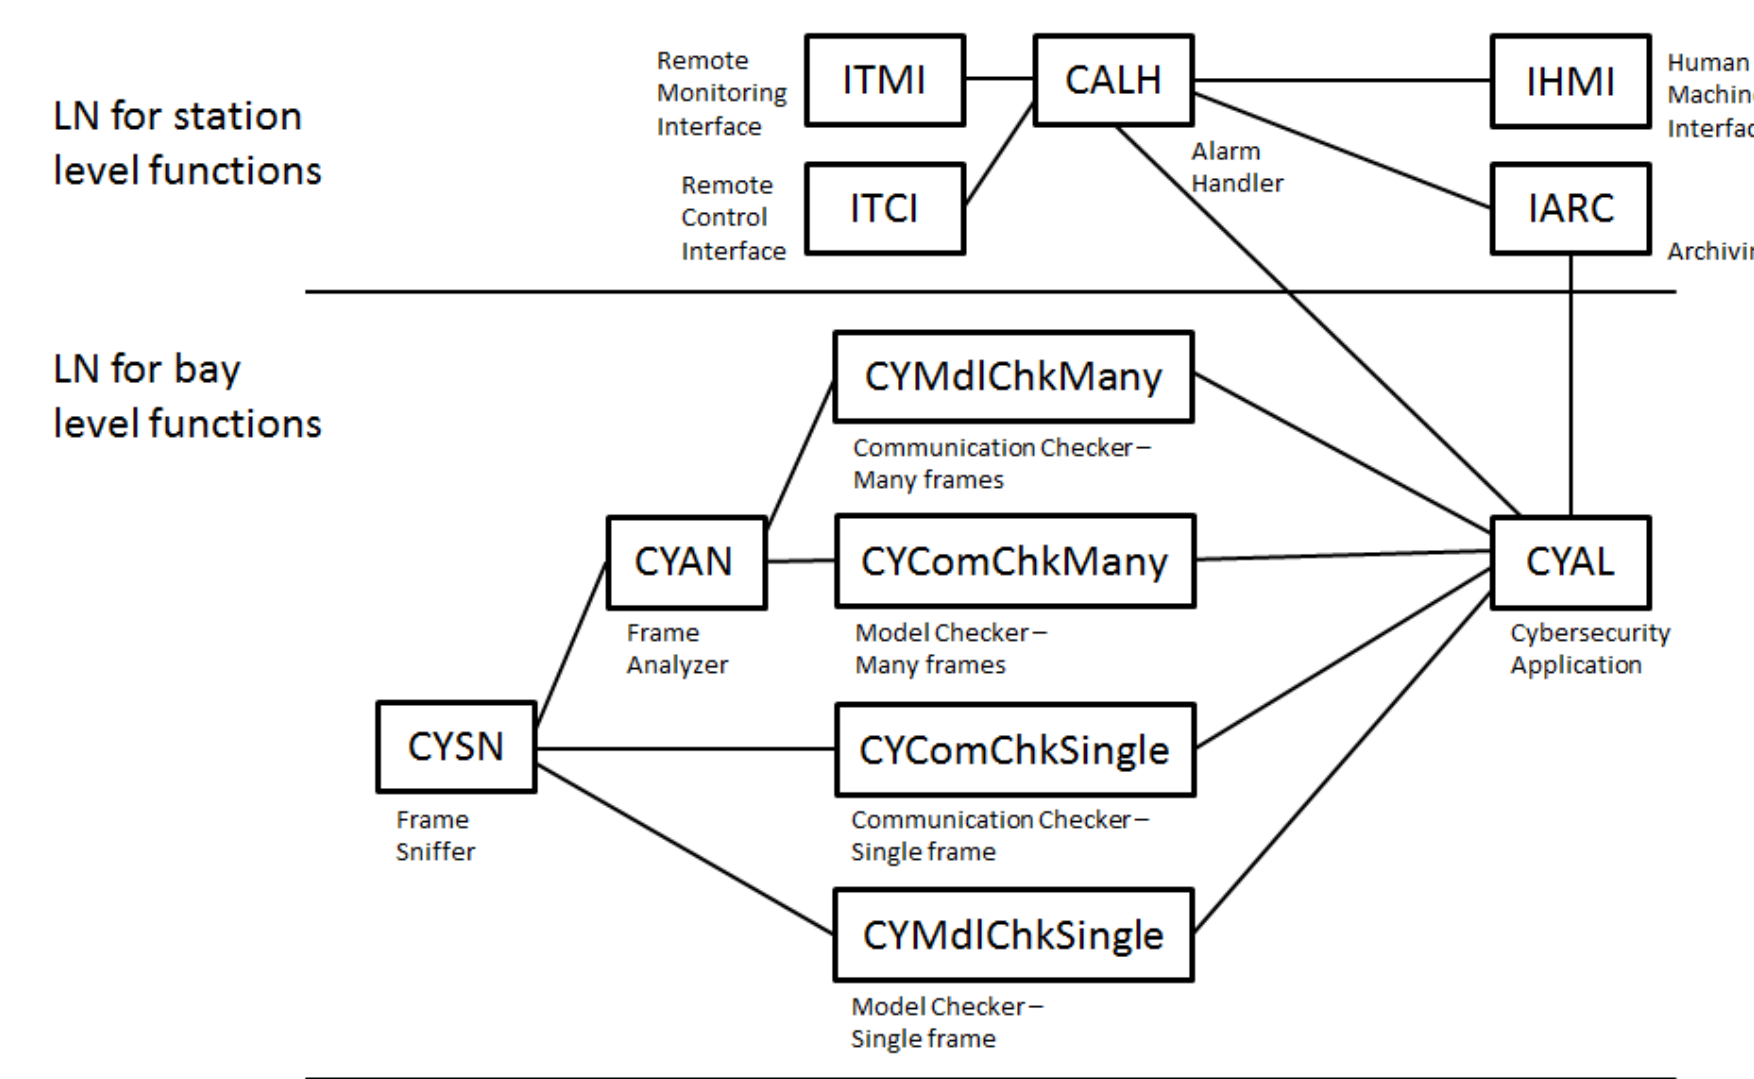 LN for station
level functions
Remote
Monitoring
Interface
ITMI
CALH
IHMI
Human
Interfac
Alarm
Handler
Remote
Control
Interface
ITCI
IARC
LN for bay
level functions
CYMdlChkMany
Communication Checker–
Many frames
CYAN
Frame
Analyzer
CYComChkMany
Model Checker–
Many frames
CYAL
Cybersecurity
Application
CYSN
Frame
Sniffer
CYComChkSingle
Communication Checker–
Single frame
CYMdlChkSingle
Model Checker–
Single frame